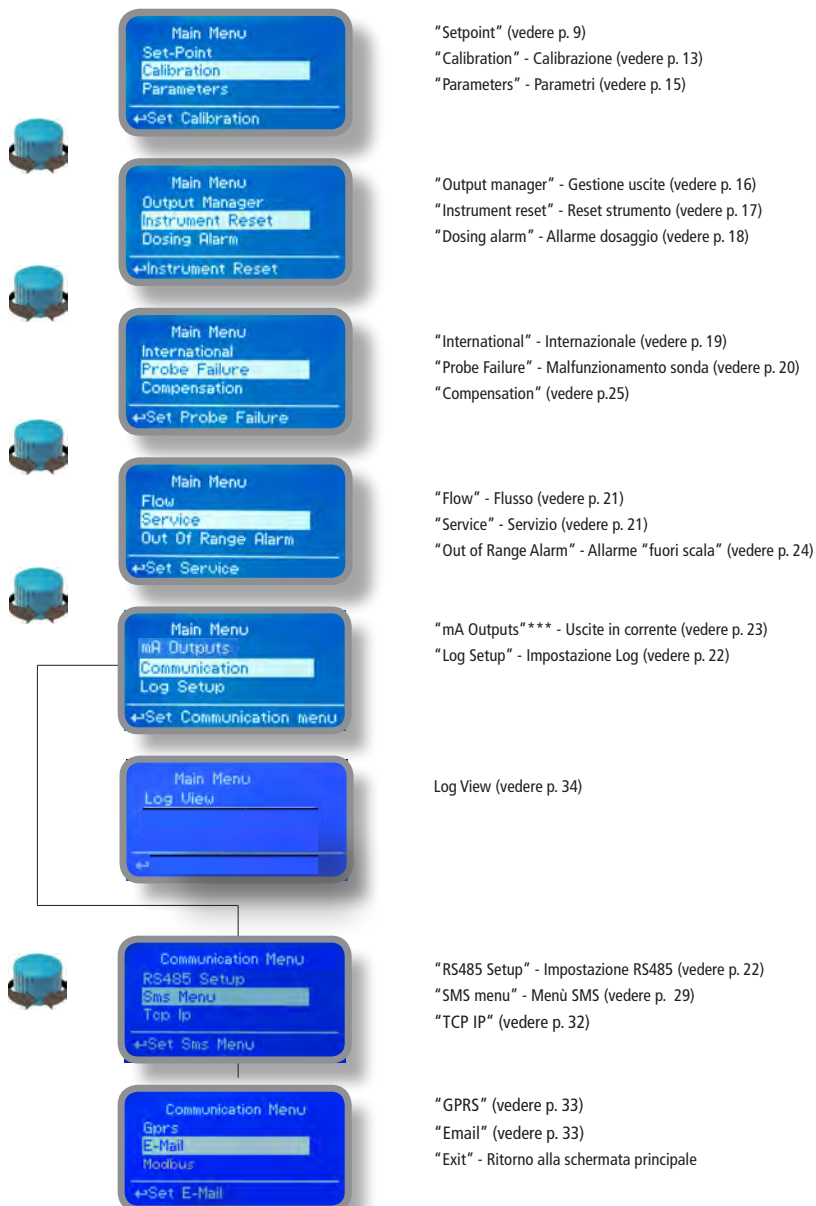 Main Menu
Set-Point
Calibration
Parameters
↵Set Calibration
"Setpoint" (vedere p. 9)
"Calibration" - Calibrazione (vedere p. 13)
"Parameters" - Parametri (vedere p. 15)
Main Menu
Output Manager
Instrument Reset
Dosing Alarm
↵Instrument Reset
"Output manager" - Gestione uscite (vedere p. 16)
"Instrument reset" - Reset strumento (vedere p. 17)
"Dosing alarm" - Allarme dosaggio (vedere p. 18)
Main Menu
International
Probe Failure
Compensation
↵Set Probe Failure
"International" - Internazionale (vedere p. 19)
"Probe Failure" - Malfunzionamento sonda (vedere p. 20)
"Compensation" (vedere p.25)
Main Menu
Flow
Service
Out Of Range Alarm
↵Set Service
"Flow" - Flusso (vedere p. 21)
"Service" - Servizio (vedere p. 21)
"Out of Range Alarm" - Allarme "fuori scala" (vedere p. 24)
Main Menu
mA Outputs
Communication
Log Setup
↵Set Communication menu
"mA Outputs"*** - Uscite in corrente (vedere p. 23)
"Log Setup" - Impostazione Log (vedere p. 22)
Main Menu
Log View
↵
Log View (vedere p. 34)
Communication Menu
RS485 Setup
Sms Menu
Tcp Ip
↵Set Sms Menu
"RS485 Setup" - Impostazione RS485 (vedere p. 22)
"SMS menu" - Menù SMS (vedere p. 29)
"TCP IP" (vedere p. 32)
Communication Menu
Gprs
E-Mail
Modbus
↵Set E-Mail
"GPRS" (vedere p. 33)
"Email" (vedere p. 33)
"Exit" - Ritorno alla schermata principale